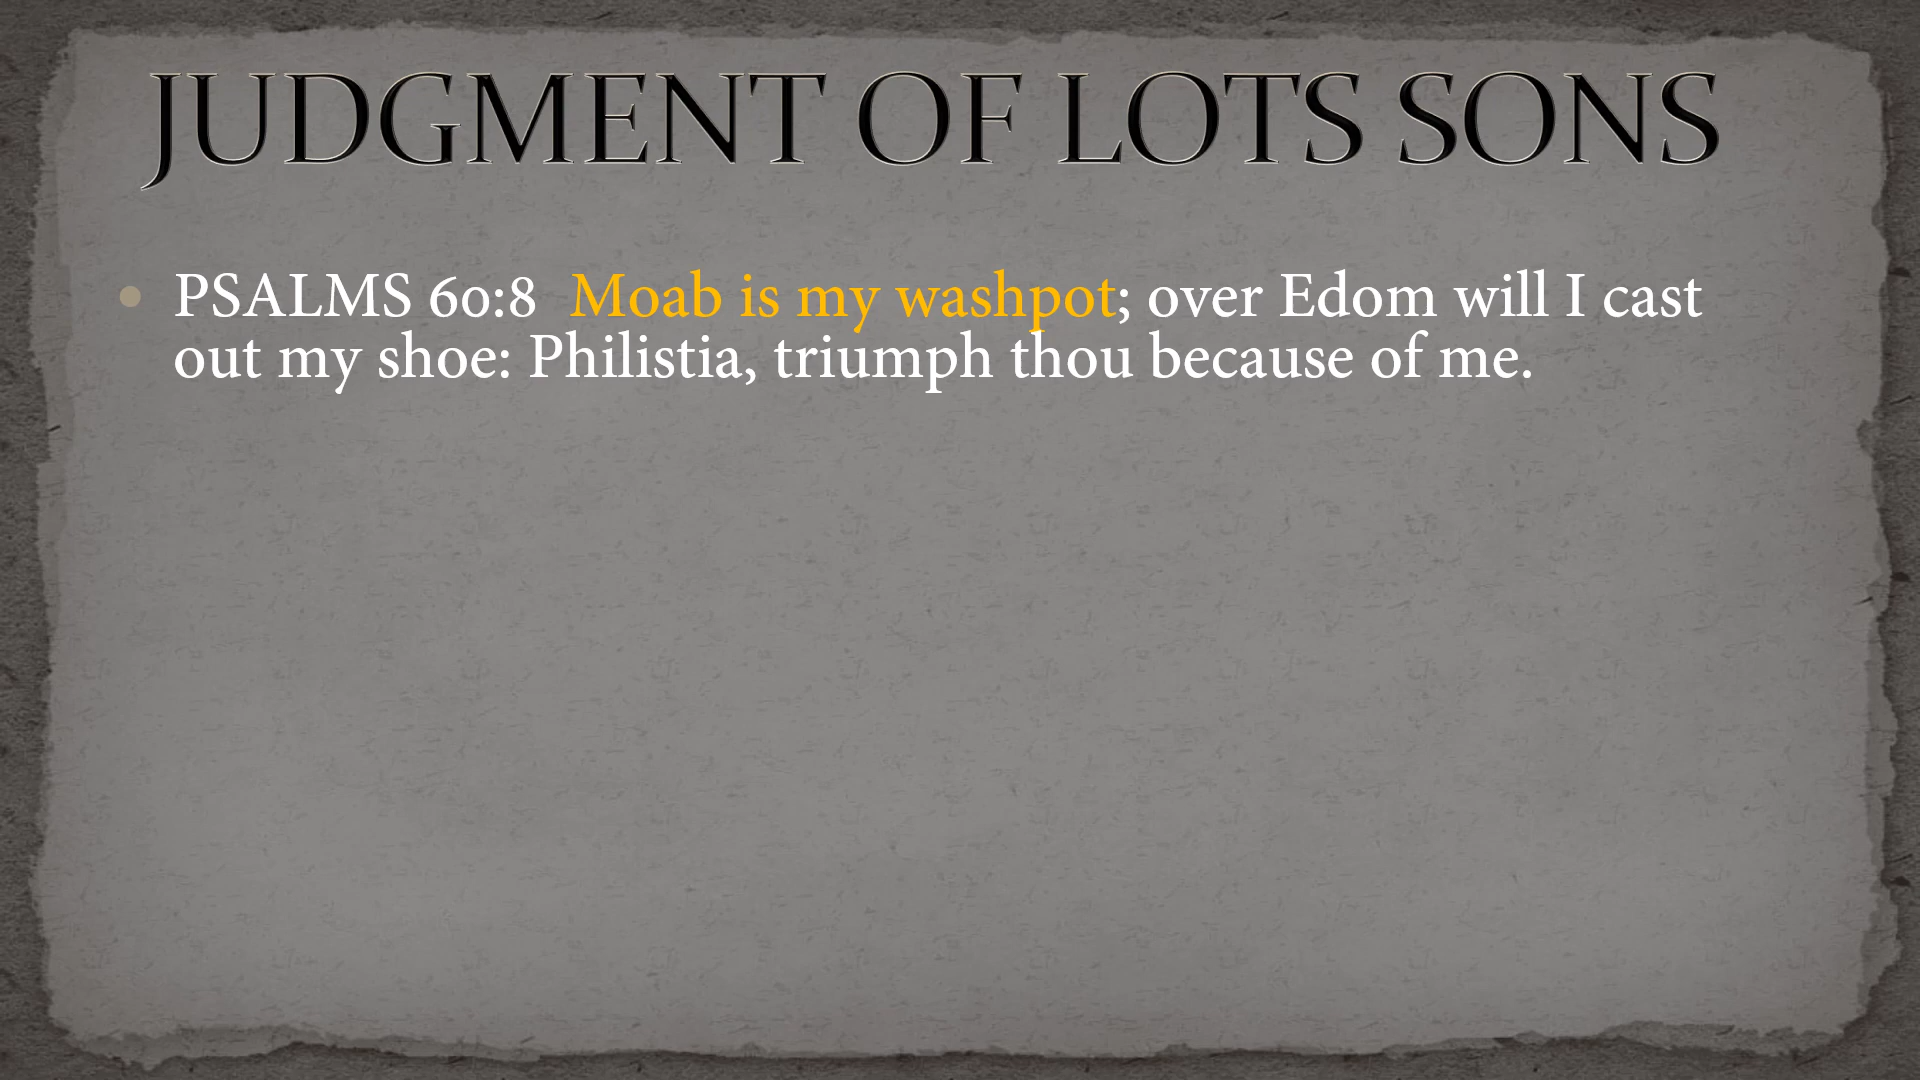 JUDGMENT OF LOTS SONS
• PSALMS 60:8  Moab is my washpot; over Edom will I cast
out my shoe: Philistia, triumph thou because of me.